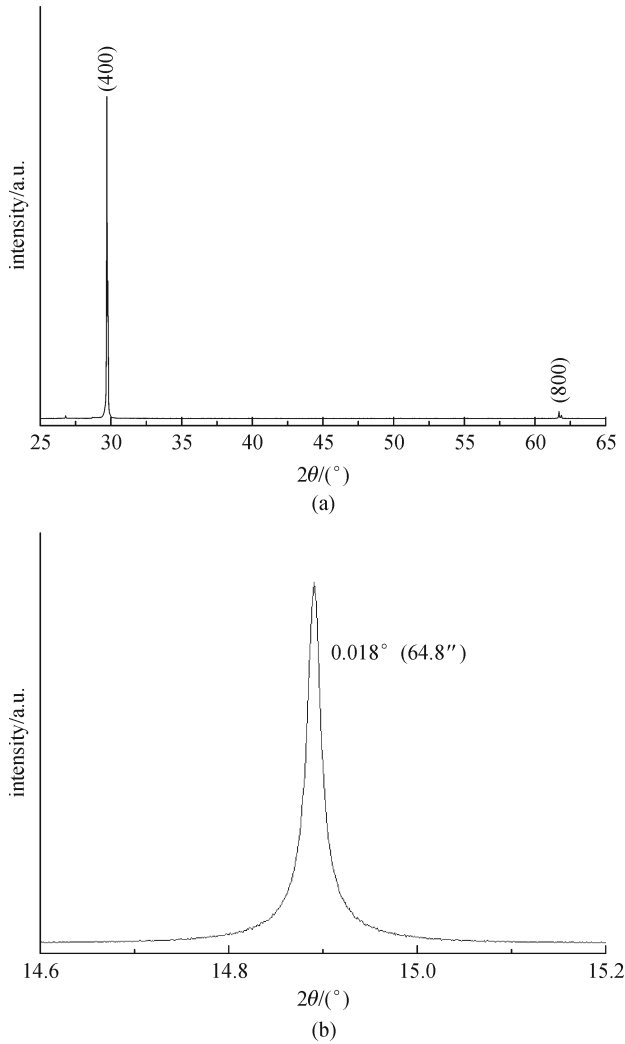 intensity/a.u.
(400)
(800)
25 30 35 40 45 50 55 60 65
2θ/(°)
(a)
intensity/a.u.
0.018° (64.8″)
14.6 14.8 15.0 15.2
2θ/(°)
(b)